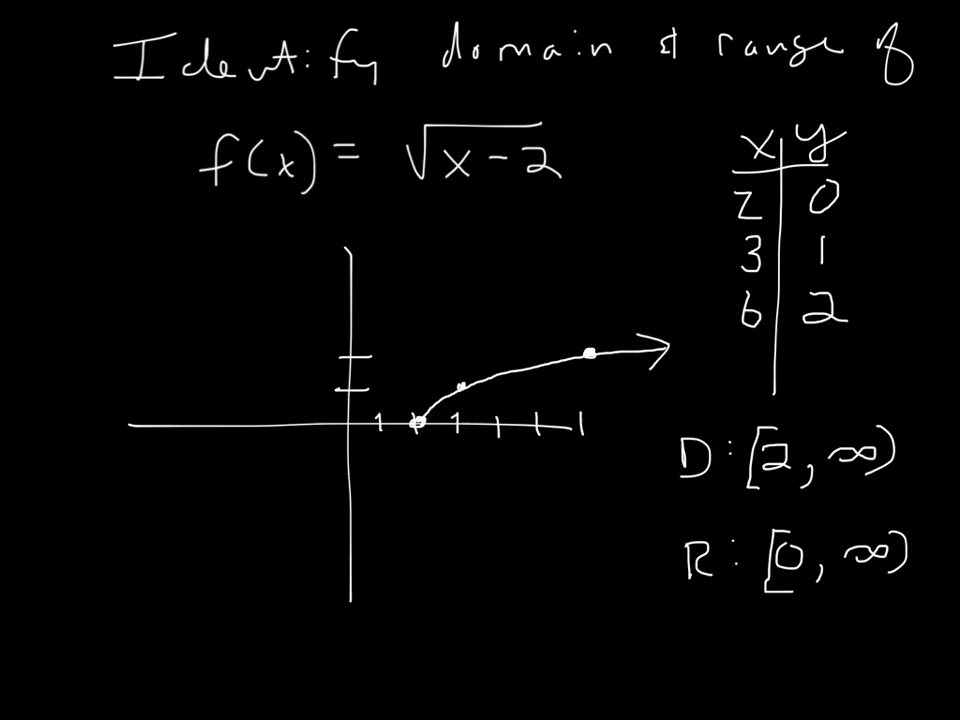 Identify domain & range of
f(x) = √x-2
x y
2 0
3 1
6 2
D: [2, ∞)
R: [0, ∞)